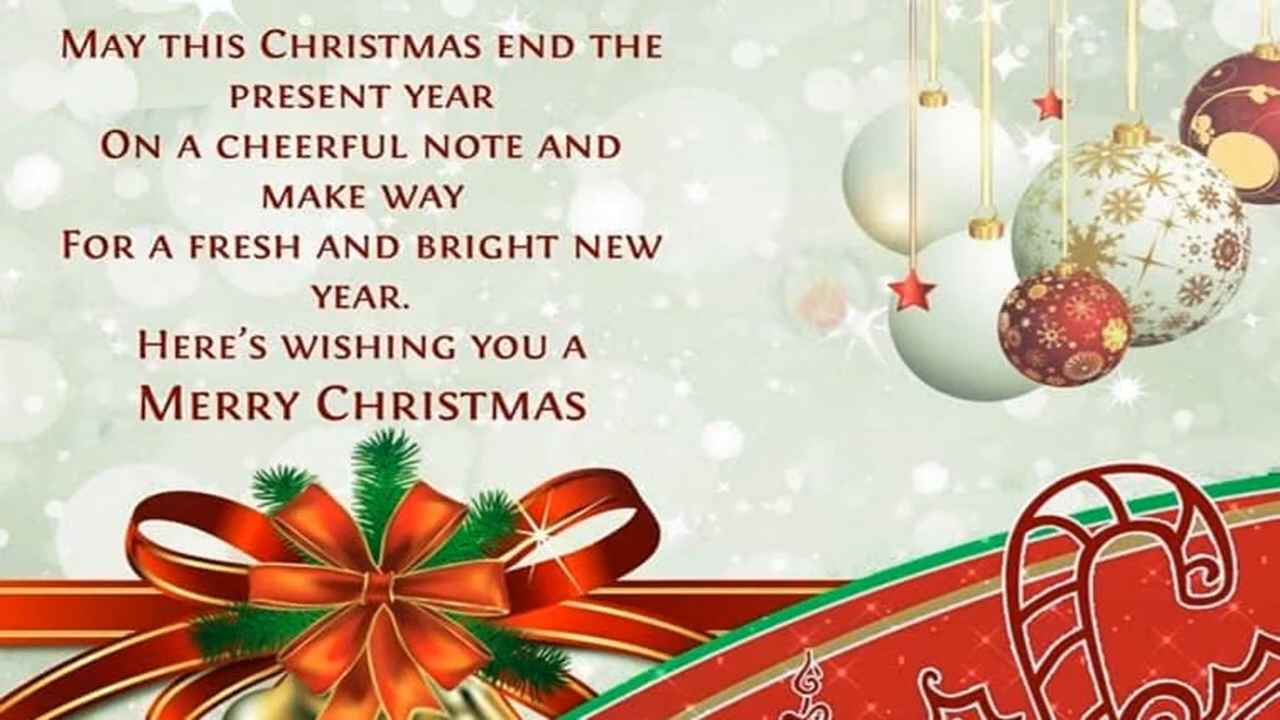 May this Christmas end the
present year
On a cheerful note and
make way
For a fresh and bright new
year.
Here's wishing you a
Merry Christmas